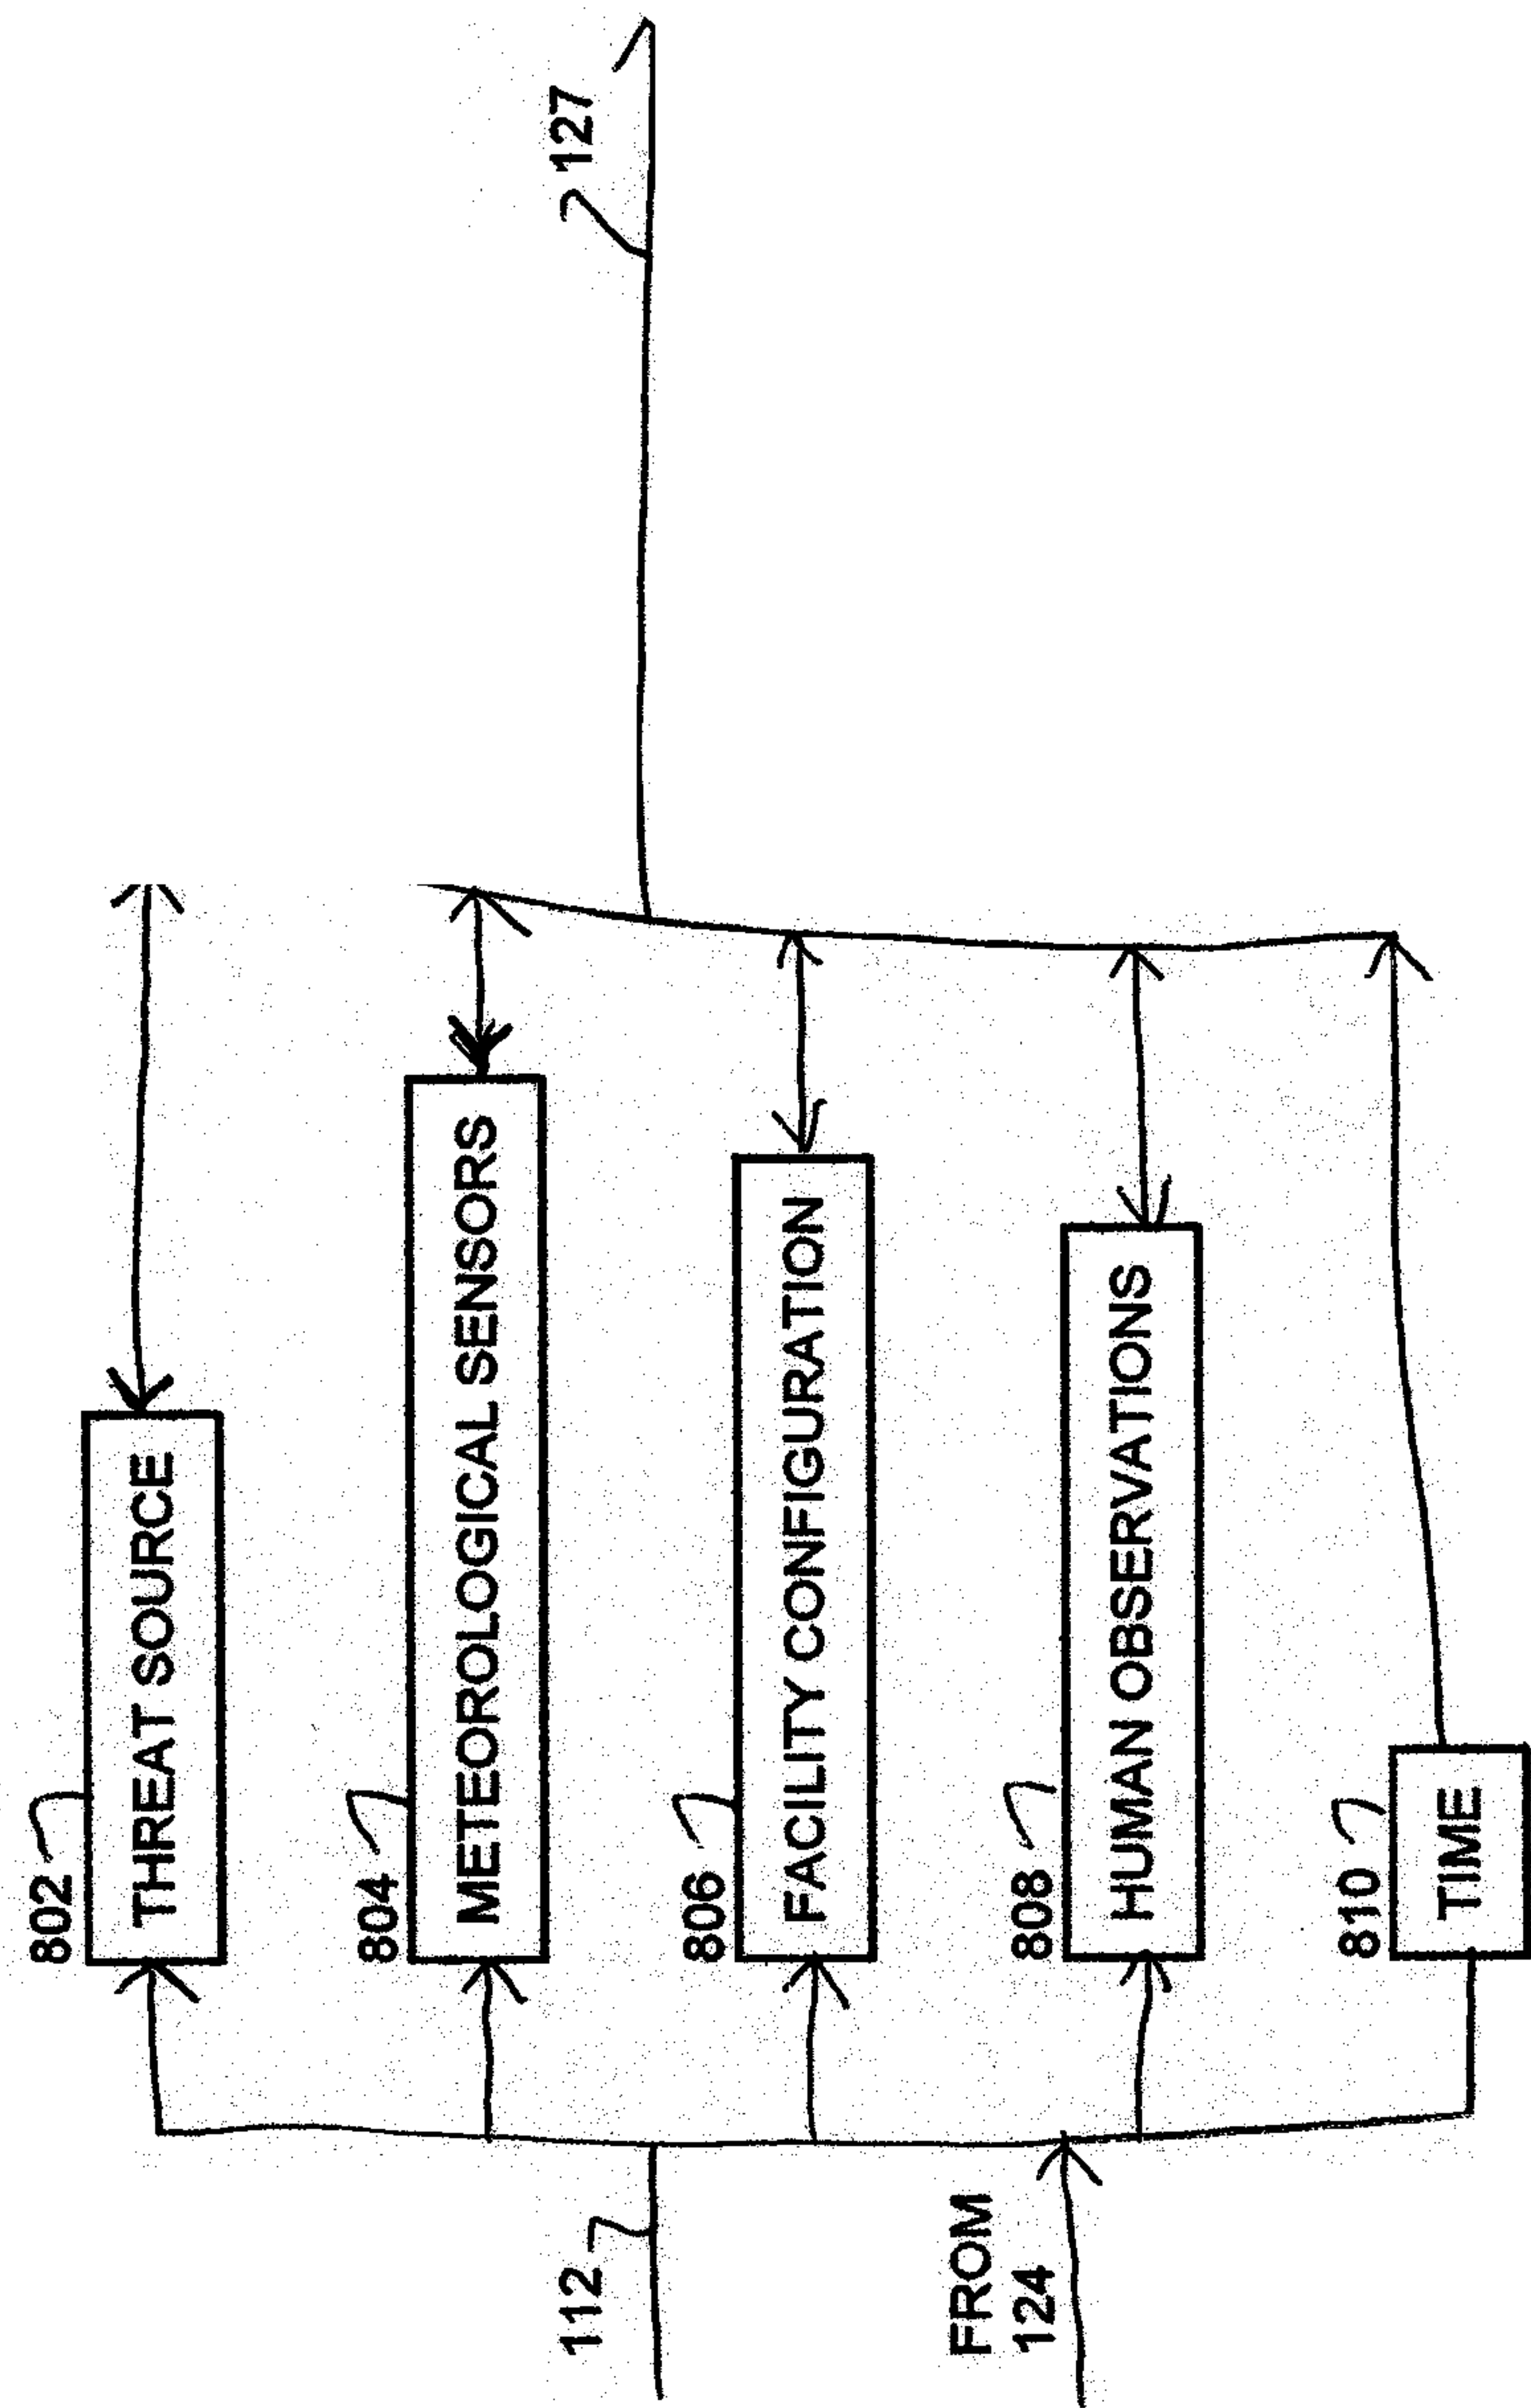 802
THREAT SOURCE
804
METEOROLOGICAL SENSORS
127
112
806
FACILITY CONFIGURATION
FROM
124
808
HUMAN OBSERVATIONS
810
TIME